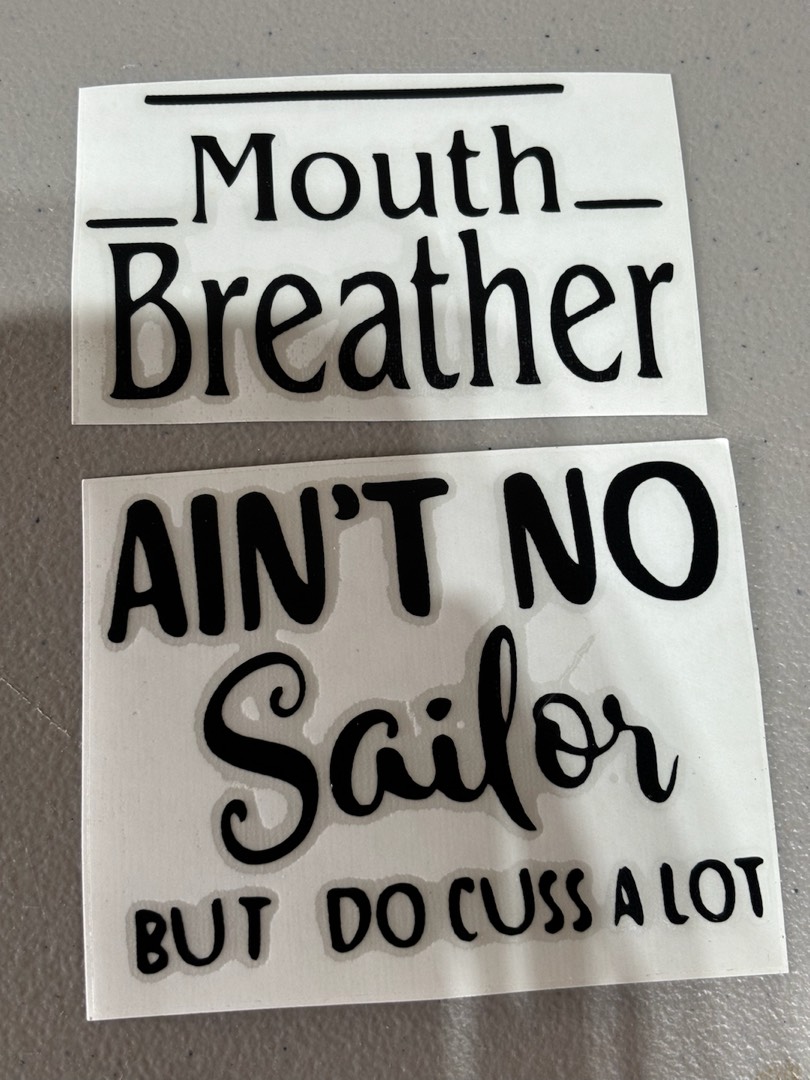 Mouth
Breather
AIN'T NO
Sailor
BUT DO CUSS A LOT